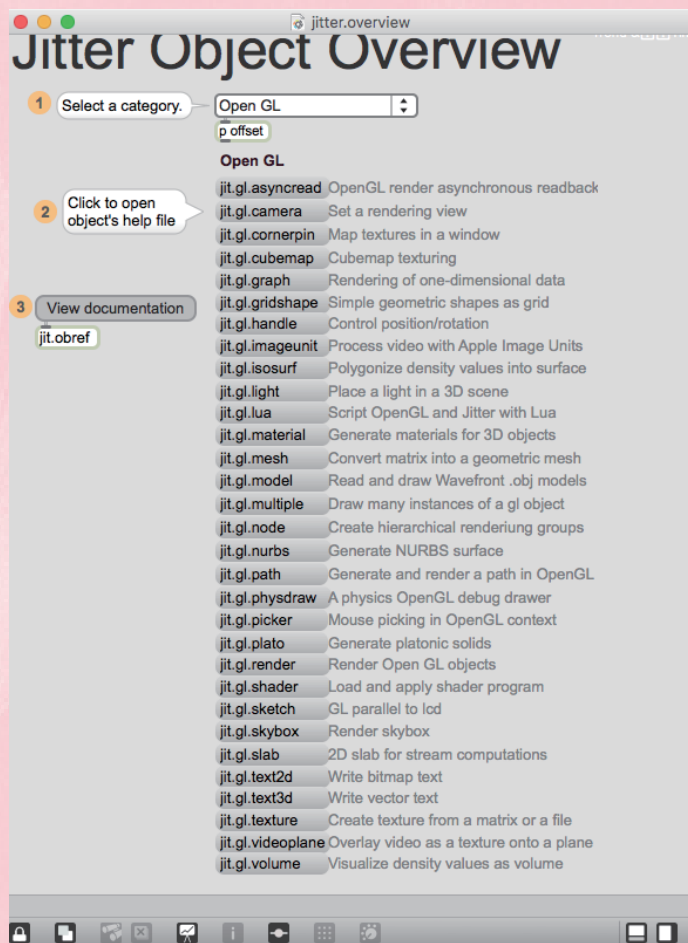 jitter.overview
Jitter Object Overview
1 Select a category. Open GL
p offset
Open GL
jit.gl.asyncread OpenGL render asynchronous readback
2 Click to open
object's help file
jit.gl.camera Set a rendering view
jit.gl.cornerpin Map textures in a window
jit.gl.cubemap Cubemap texturing
jit.gl.graph Rendering of one-dimensional data
3 View documentation
jit.obref
jit.gl.gridshape Simple geometric shapes as grid
jit.gl.handle Control position/rotation
jit.gl.imageunit Process video with Apple Image Units
jit.gl.isosurf Polygonize density values into surface
jit.gl.light Place a light in a 3D scene
jit.gl.lua Script OpenGL and Jitter with Lua
jit.gl.material Generate materials for 3D objects
jit.gl.mesh Convert matrix into a geometric mesh
jit.gl.model Read and draw Wavefront .obj models
jit.gl.multiple Draw many instances of a gl object
jit.gl.node Create hierarchical renderiung groups
jit.gl.nurbs Generate NURBS surface
jit.gl.path Generate and render a path in OpenGL
jit.gl.physdraw A physics OpenGL debug drawer
jit.gl.picker Mouse picking in OpenGL context
jit.gl.plato Generate platonic solids
jit.gl.render Render Open GL objects
jit.gl.shader Load and apply shader program
jit.gl.sketch GL parallel to lcd
jit.gl.skybox Render skybox
jit.gl.slab 2D slab for stream computations
jit.gl.text2d Write bitmap text
jit.gl.text3d Write vector text
jit.gl.texture Create texture from a matrix or a file
jit.gl.videoplane Overlay video as a texture onto a plane
jit.gl.volume Visualize density values as volume